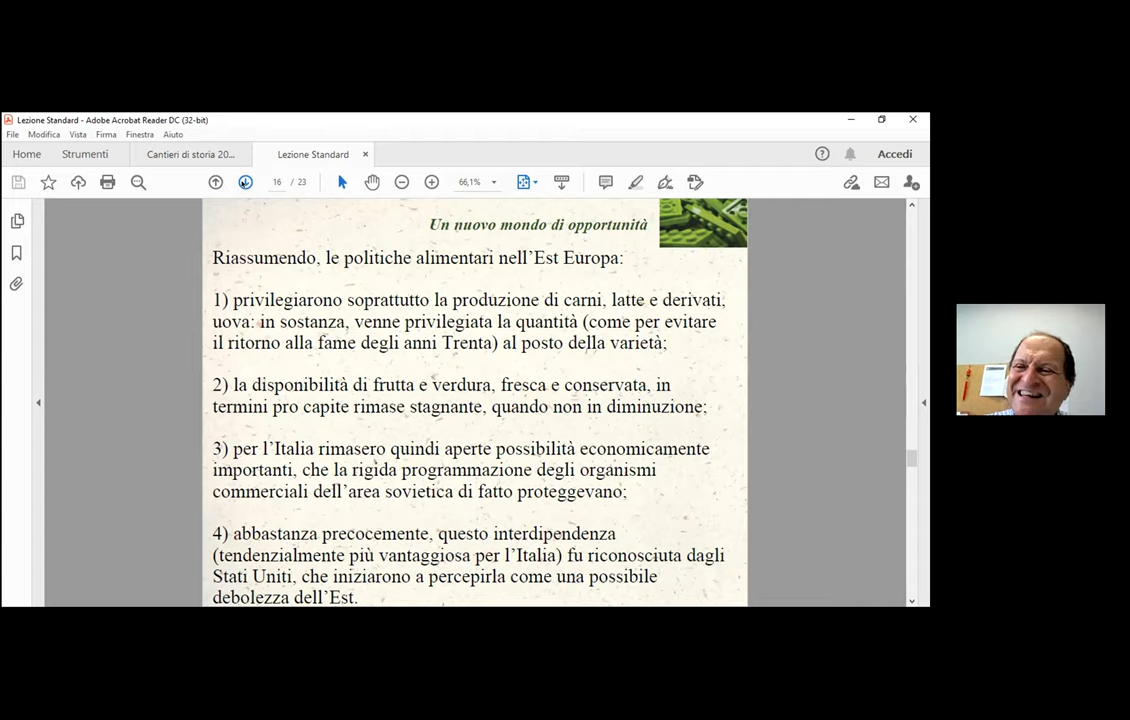 Lezione Standard - Adobe Acrobat Reader DC (32-bit)
File Modifica Vista Firma Finestra Aiuto
Home Strumenti Cantieri di storia 20... Lezione Standard × ? Accedi
16 / 23 66,1%
Un nuovo mondo di opportunità
Riassumendo, le politiche alimentari nell'Est Europa:
1) privilegiarono soprattutto la produzione di carni, latte e derivati,
uova: in sostanza, venne privilegiata la quantità (come per evitare
il ritorno alla fame degli anni Trenta) al posto della varietà;
2) la disponibilità di frutta e verdura, fresca e conservata, in
termini pro capite rimase stagnante, quando non in diminuzione;
3) per l'Italia rimasero quindi aperte possibilità economicamente
importanti, che la rigida programmazione degli organismi
commerciali dell'area sovietica di fatto proteggevano;
4) abbastanza precocemente, questo interdipendenza
(tendenzialmente più vantaggiosa per l'Italia) fu riconosciuta dagli
Stati Uniti, che iniziarono a percepirla come una possibile
debolezza dell'Est.